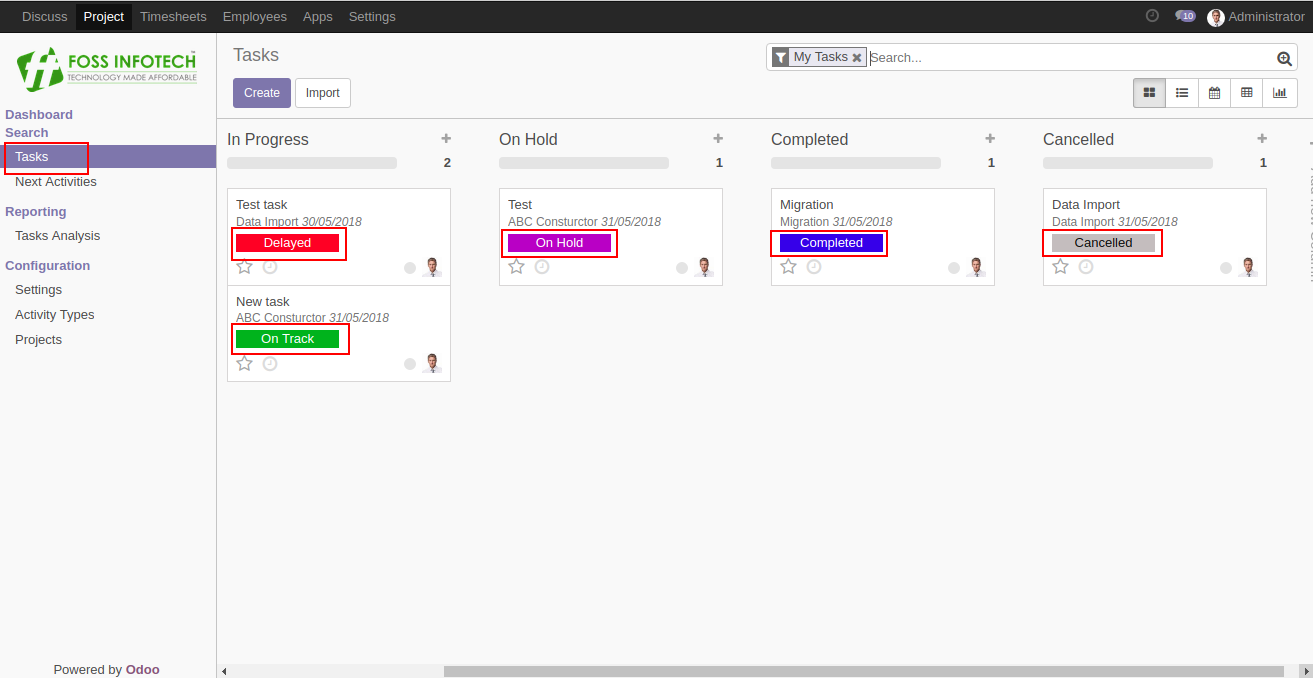 Discuss Project Timesheets Employees Apps Settings 10 Administrator
FOSS INFOTECH™
TECHNOLOGY MADE AFFORDABLE
Dashboard
Search
Tasks
Next Activities
Reporting
Tasks Analysis
Configuration
Settings
Activity Types
Projects
Powered by Odoo
Tasks
My Tasks Search...
Create Import
In Progress
2
Test task
Data Import 30/05/2018
Delayed
New task
ABC Consturctor 31/05/2018
On Track
On Hold
1
Test
ABC Consturctor 31/05/2018
On Hold
Completed
1
Migration
Migration 31/05/2018
Completed
Cancelled
1
Data Import
Data Import 31/05/2018
Cancelled